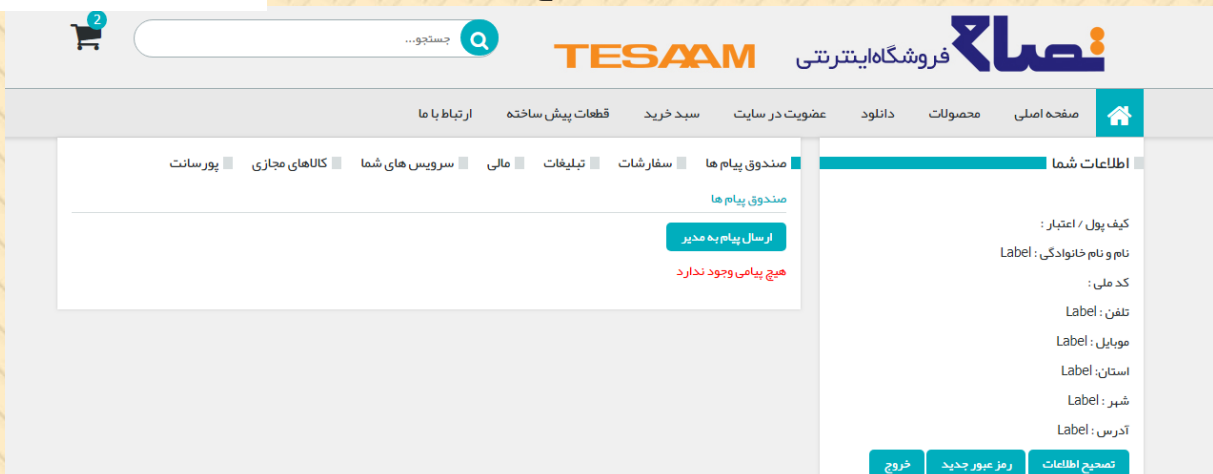 تصاج فروشگاه اینترنتی TESAAM
جستجو...
2
صفحه اصلی محصولات دانلود عضویت در سایت سبد خرید قطعات پیش ساخته ارتباط با ما
اطلاعات شما
کیف پول / اعتبار :
نام و نام خانوادگی : Label
کد ملی :
تلفن : Label
موبایل : Label
استان: Label
شهر : Label
آدرس : Label
تصحیح اطلاعات رمز عبور جدید خروج
صندوق پیام ها سفارشات تبلیغات مالی سرویس های شما کالاهای مجازی پورسانت
صندوق پیام ها
ارسال پیام به مدیر
هیچ پیامی وجود ندارد